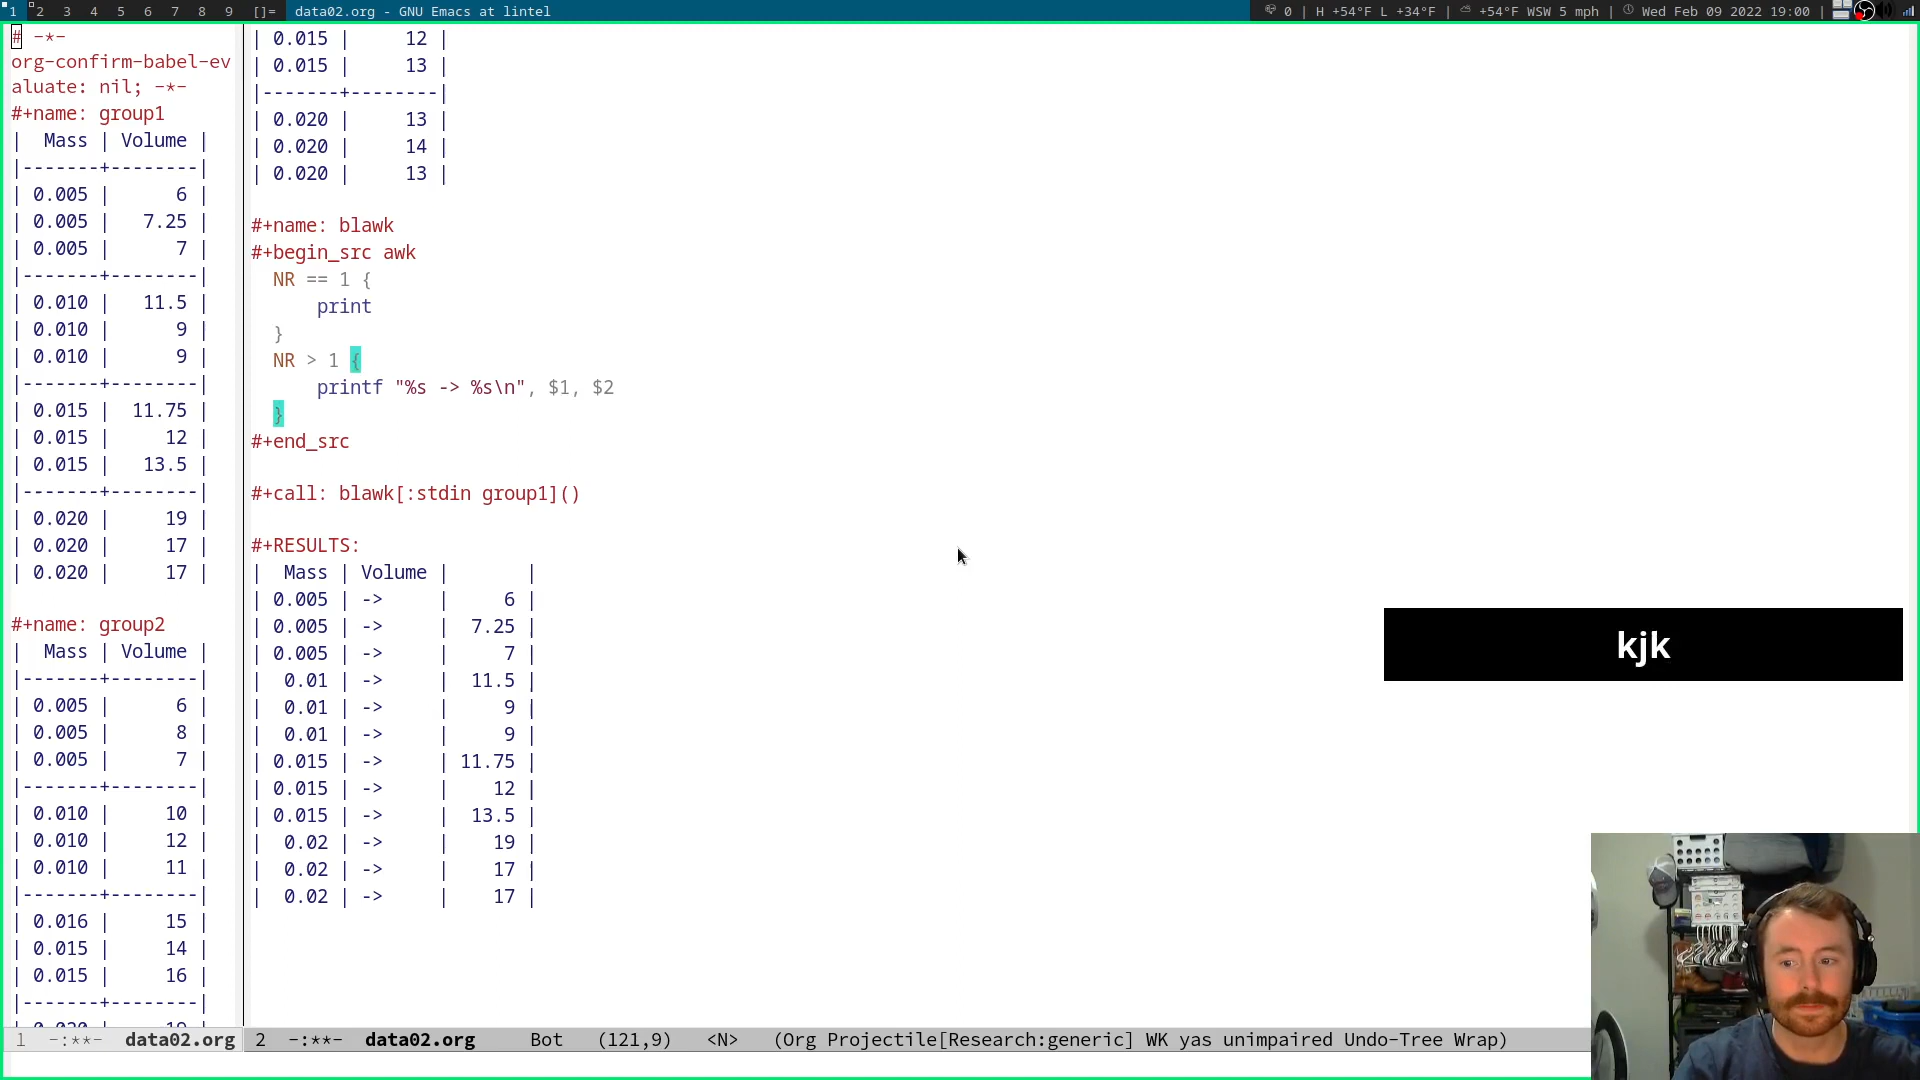 1 2 3 4 5 6 7 8 9 []= data02.org - GNU Emacs at lintel 0 | H +54°F L +34°F | +54°F WSW 5 mph | Wed Feb 09 2022 19:00 |
# -*-
org-confirm-babel-ev
aluate: nil; -*-
#+name: group1
|  Mass | Volume |
|-------+--------|
| 0.005 |      6 |
| 0.005 |   7.25 |
| 0.005 |      7 |
|-------+--------|
| 0.010 |   11.5 |
| 0.010 |      9 |
| 0.010 |      9 |
|-------+--------|
| 0.015 |  11.75 |
| 0.015 |     12 |
| 0.015 |   13.5 |
|-------+--------|
| 0.020 |     19 |
| 0.020 |     17 |
| 0.020 |     17 |
#+name: group2
|  Mass | Volume |
|-------+--------|
| 0.005 |      6 |
| 0.005 |      8 |
| 0.005 |      7 |
|-------+--------|
| 0.010 |     10 |
| 0.010 |     12 |
| 0.010 |     11 |
|-------+--------|
| 0.016 |     15 |
| 0.015 |     14 |
| 0.015 |     16 |
|-------+--------|
1 -:**- data02.org
| 0.015 |     12 |
| 0.015 |     13 |
|-------+--------|
| 0.020 |     13 |
| 0.020 |     14 |
| 0.020 |     13 |
#+name: blawk
#+begin_src awk
NR == 1 {
print
}
NR > 1 {
printf "%s -> %s\n", $1, $2
}
#+end_src
#+call: blawk[:stdin group1]()
#+RESULTS:
|  Mass | Volume |       |
| 0.005 | ->     |     6 |
| 0.005 | ->     |  7.25 |
| 0.005 | ->     |     7 |
|  0.01 | ->     |  11.5 |
|  0.01 | ->     |     9 |
|  0.01 | ->     |     9 |
| 0.015 | ->     | 11.75 |
| 0.015 | ->     |    12 |
| 0.015 | ->     |  13.5 |
|  0.02 | ->     |    19 |
|  0.02 | ->     |    17 |
|  0.02 | ->     |    17 |
2 -:**- data02.org Bot (121,9) <N> (Org Projectile[Research:generic] WK yas unimpaired Undo-Tree Wrap)
kjk